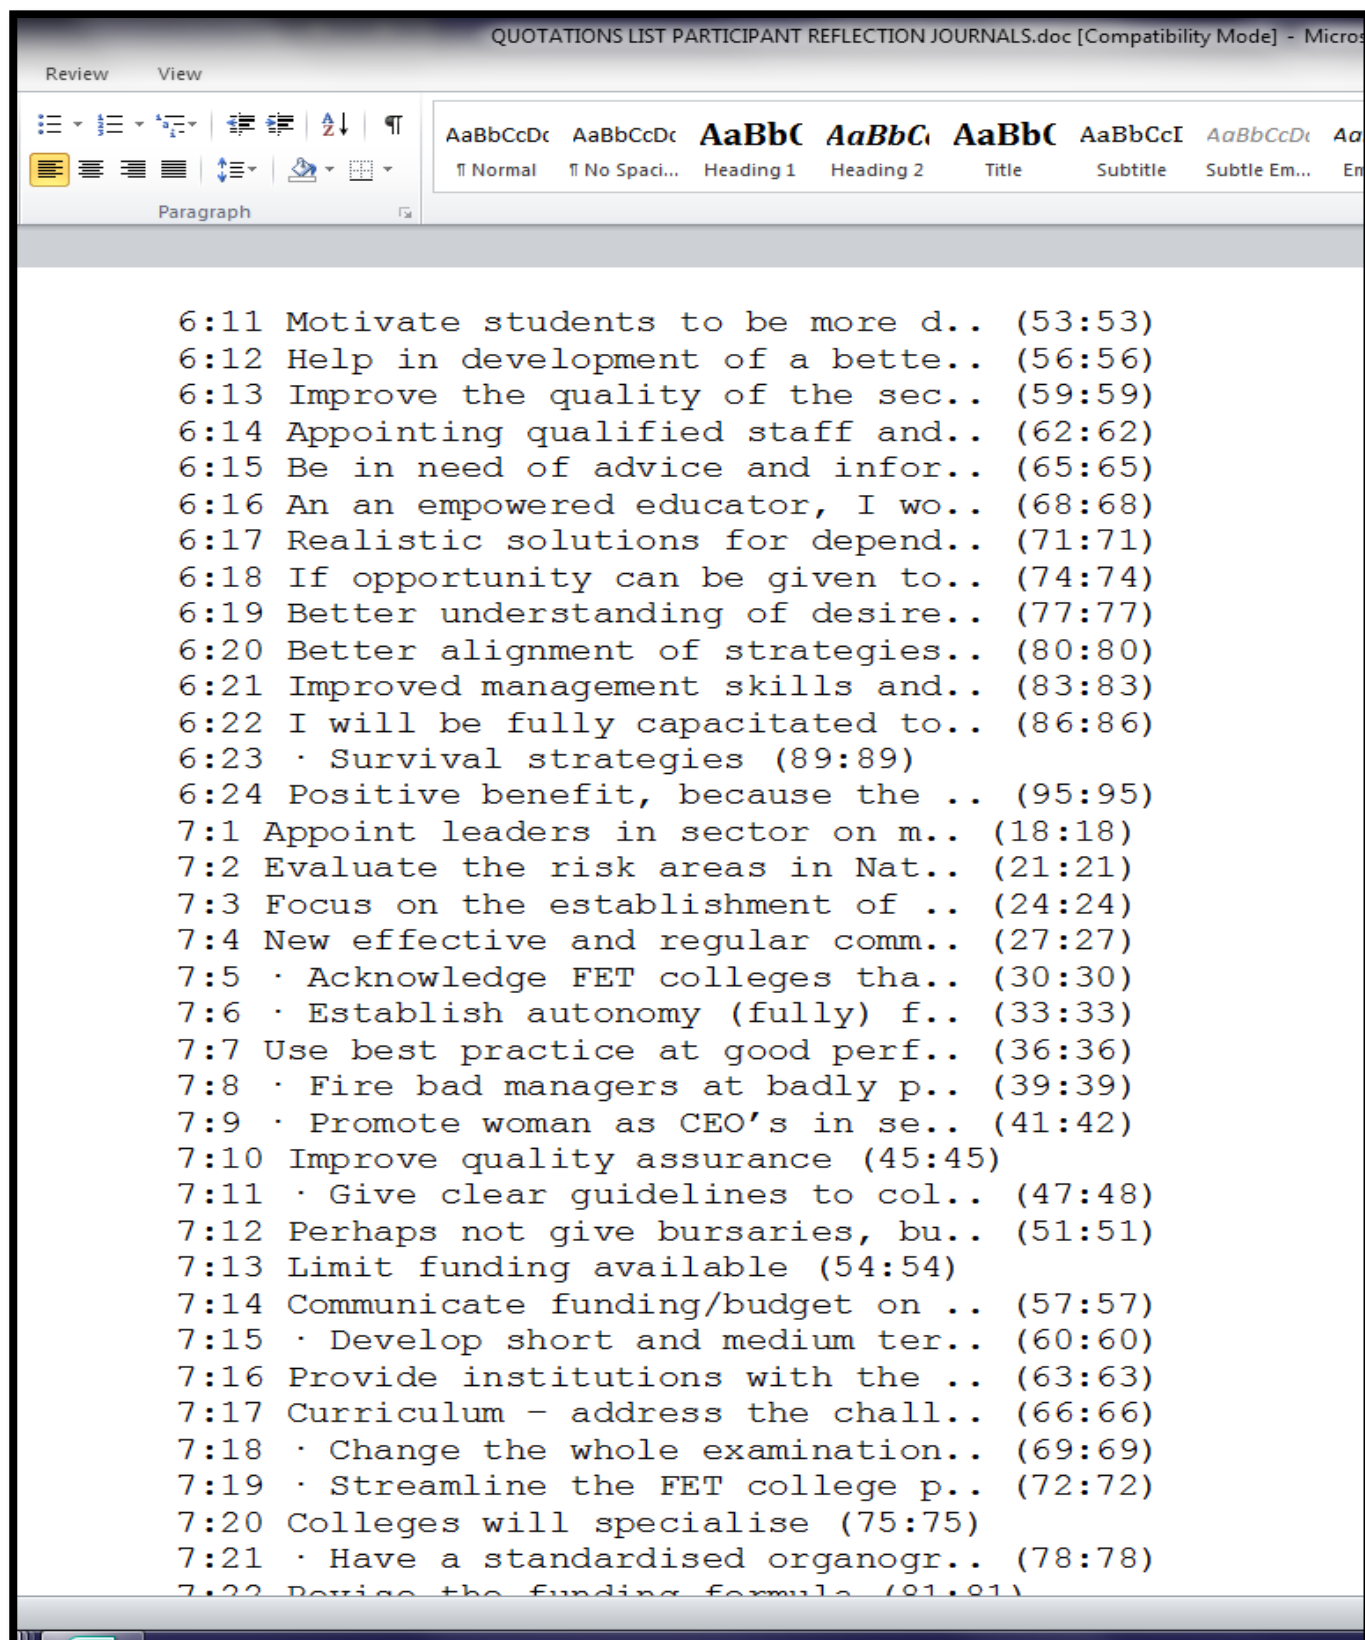 QUOTATIONS LIST PARTICIPANT REFLECTION JOURNALS.doc [Compatibility Mode] - Micros
Review View
AaBbCcDc AaBbCcDc AaBb( AaBbC AaBb( AaBbCcI AaBbCcDc Aa
¶ Normal ¶ No Spaci... Heading 1 Heading 2 Title Subtitle Subtle Em... Em
Paragraph
6:11 Motivate students to be more d.. (53:53)
6:12 Help in development of a bette.. (56:56)
6:13 Improve the quality of the sec.. (59:59)
6:14 Appointing qualified staff and.. (62:62)
6:15 Be in need of advice and infor.. (65:65)
6:16 An an empowered educator, I wo.. (68:68)
6:17 Realistic solutions for depend.. (71:71)
6:18 If opportunity can be given to.. (74:74)
6:19 Better understanding of desire.. (77:77)
6:20 Better alignment of strategies.. (80:80)
6:21 Improved management skills and.. (83:83)
6:22 I will be fully capacitated to.. (86:86)
6:23 · Survival strategies (89:89)
6:24 Positive benefit, because the .. (95:95)
7:1 Appoint leaders in sector on m.. (18:18)
7:2 Evaluate the risk areas in Nat.. (21:21)
7:3 Focus on the establishment of .. (24:24)
7:4 New effective and regular comm.. (27:27)
7:5 · Acknowledge FET colleges tha.. (30:30)
7:6 · Establish autonomy (fully) f.. (33:33)
7:7 Use best practice at good perf.. (36:36)
7:8 · Fire bad managers at badly p.. (39:39)
7:9 · Promote woman as CEO’s in se.. (41:42)
7:10 Improve quality assurance (45:45)
7:11 · Give clear guidelines to col.. (47:48)
7:12 Perhaps not give bursaries, bu.. (51:51)
7:13 Limit funding available (54:54)
7:14 Communicate funding/budget on .. (57:57)
7:15 · Develop short and medium ter.. (60:60)
7:16 Provide institutions with the .. (63:63)
7:17 Curriculum – address the chall.. (66:66)
7:18 · Change the whole examination.. (69:69)
7:19 · Streamline the FET college p.. (72:72)
7:20 Colleges will specialise (75:75)
7:21 · Have a standardised organogr.. (78:78)
7:22 Revise the funding formula (81:81)